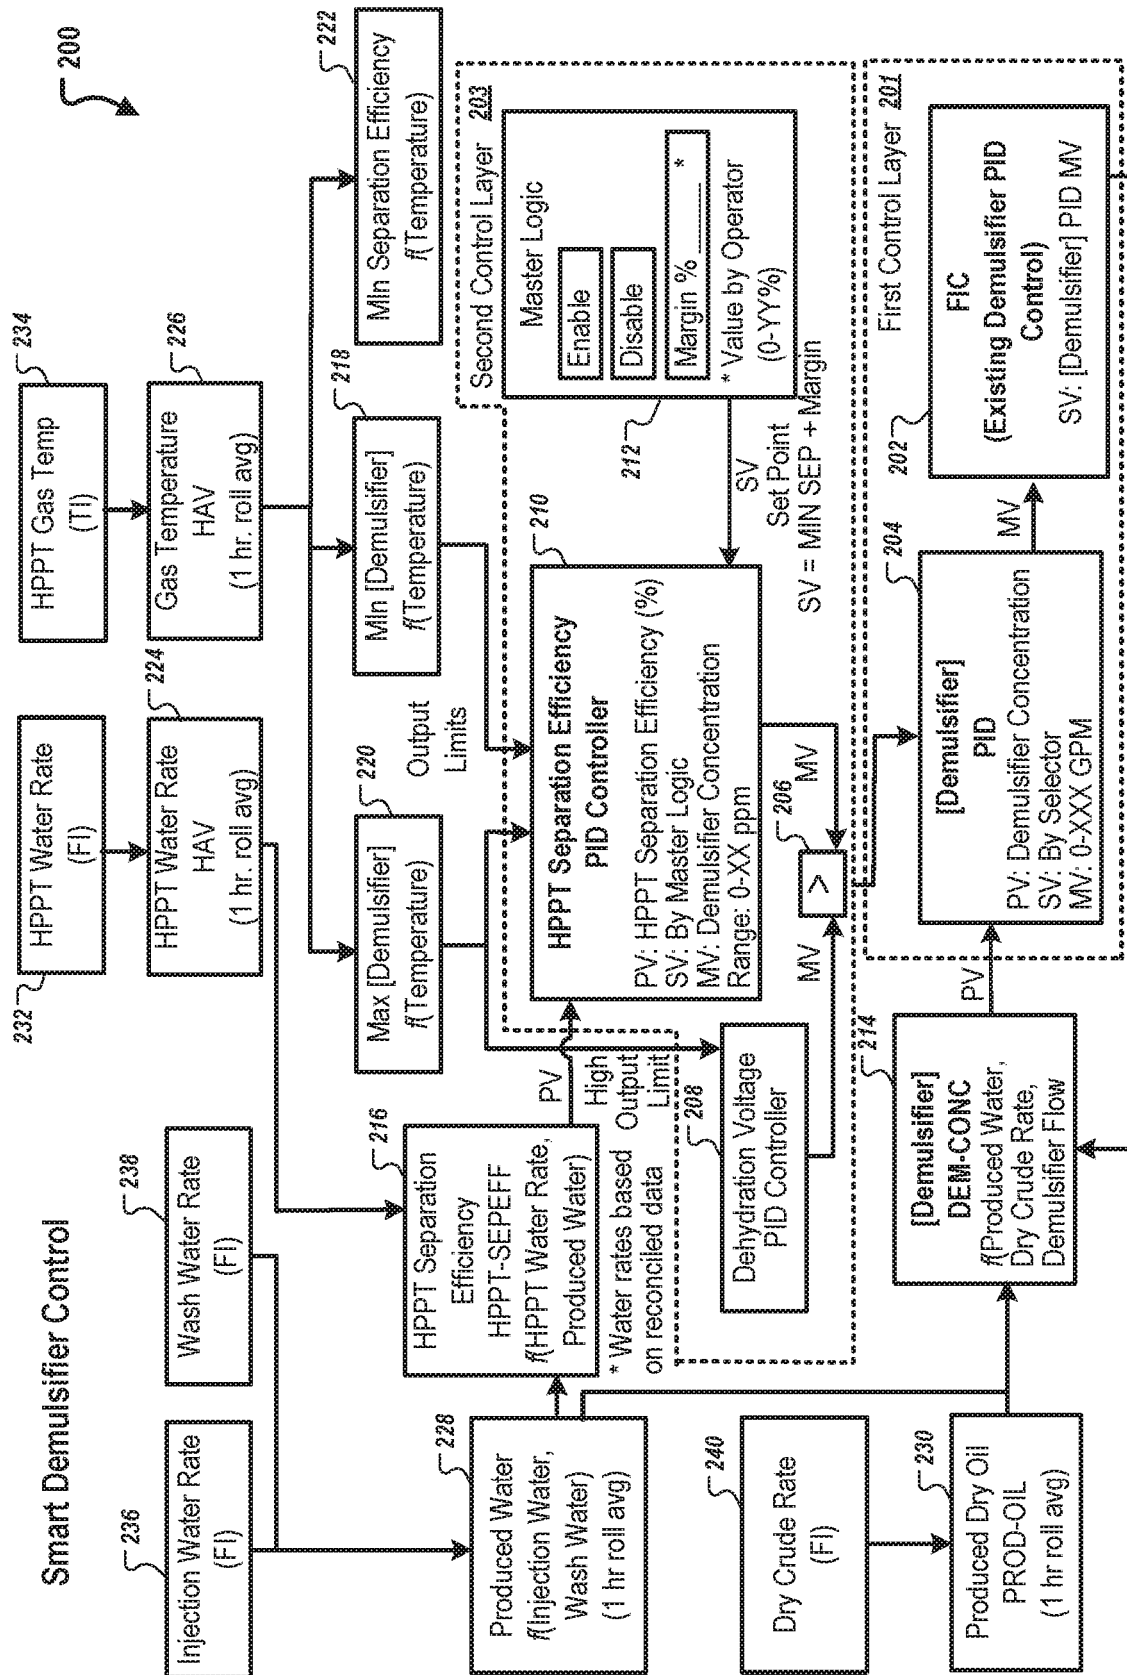 Smart Demulsifier Control
200
236
Injection Water Rate
(FI)
238
Wash Water Rate
(FI)
232
HPPT Water Rate
(FI)
234
HPPT Gas Temp
(TI)
224
HPPT Water Rate
HAV
(1 hr. roll avg)
226
Gas Temperature
HAV
(1 hr. roll avg)
228
Produced Water
f(Injection Water,
Wash Water)
(1 hr roll avg)
216
HPPT Separation
Efficiency
HPPT-SEPEFF
f(HPPT Water Rate,
Produced Water)
* Water rates based
on reconciled data
220
Max [Demulsifier]
f(Temperature)
218
MIn [Demulsifier]
f(Temperature)
222
MIn Separation Efficiency
f(Temperature)
Output
Limits
PV
High
Output
Limit
Second Control Layer 203
210
HPPT Separation Efficiency
PID Controller
PV: HPPT Separation Efficiency (%)
SV: By Master Logic
MV: Demulsifier Concentration
Range: 0-XX ppm
212
Master Logic
Enable
Disable
Margin % ____ *
* Value by Operator
(0-YY%)
SV
Set Point
SV = MIN SEP + Margin
208
Dehydration Voltage
PID Controller
MV
206
>
MV
240
Dry Crude Rate
(FI)
230
Produced Dry Oil
PROD-OIL
(1 hr roll avg)
214
[Demulsifier]
DEM-CONC
f(Produced Water,
Dry Crude Rate,
Demulsifier Flow
PV
First Control Layer 201
204
[Demulsifier]
PID
PV: Demulsifier Concentration
SV: By Selector
MV: 0-XXX GPM
MV
202
FIC
(Existing Demulsifier PID
Control)
SV: [Demulsifier] PID MV